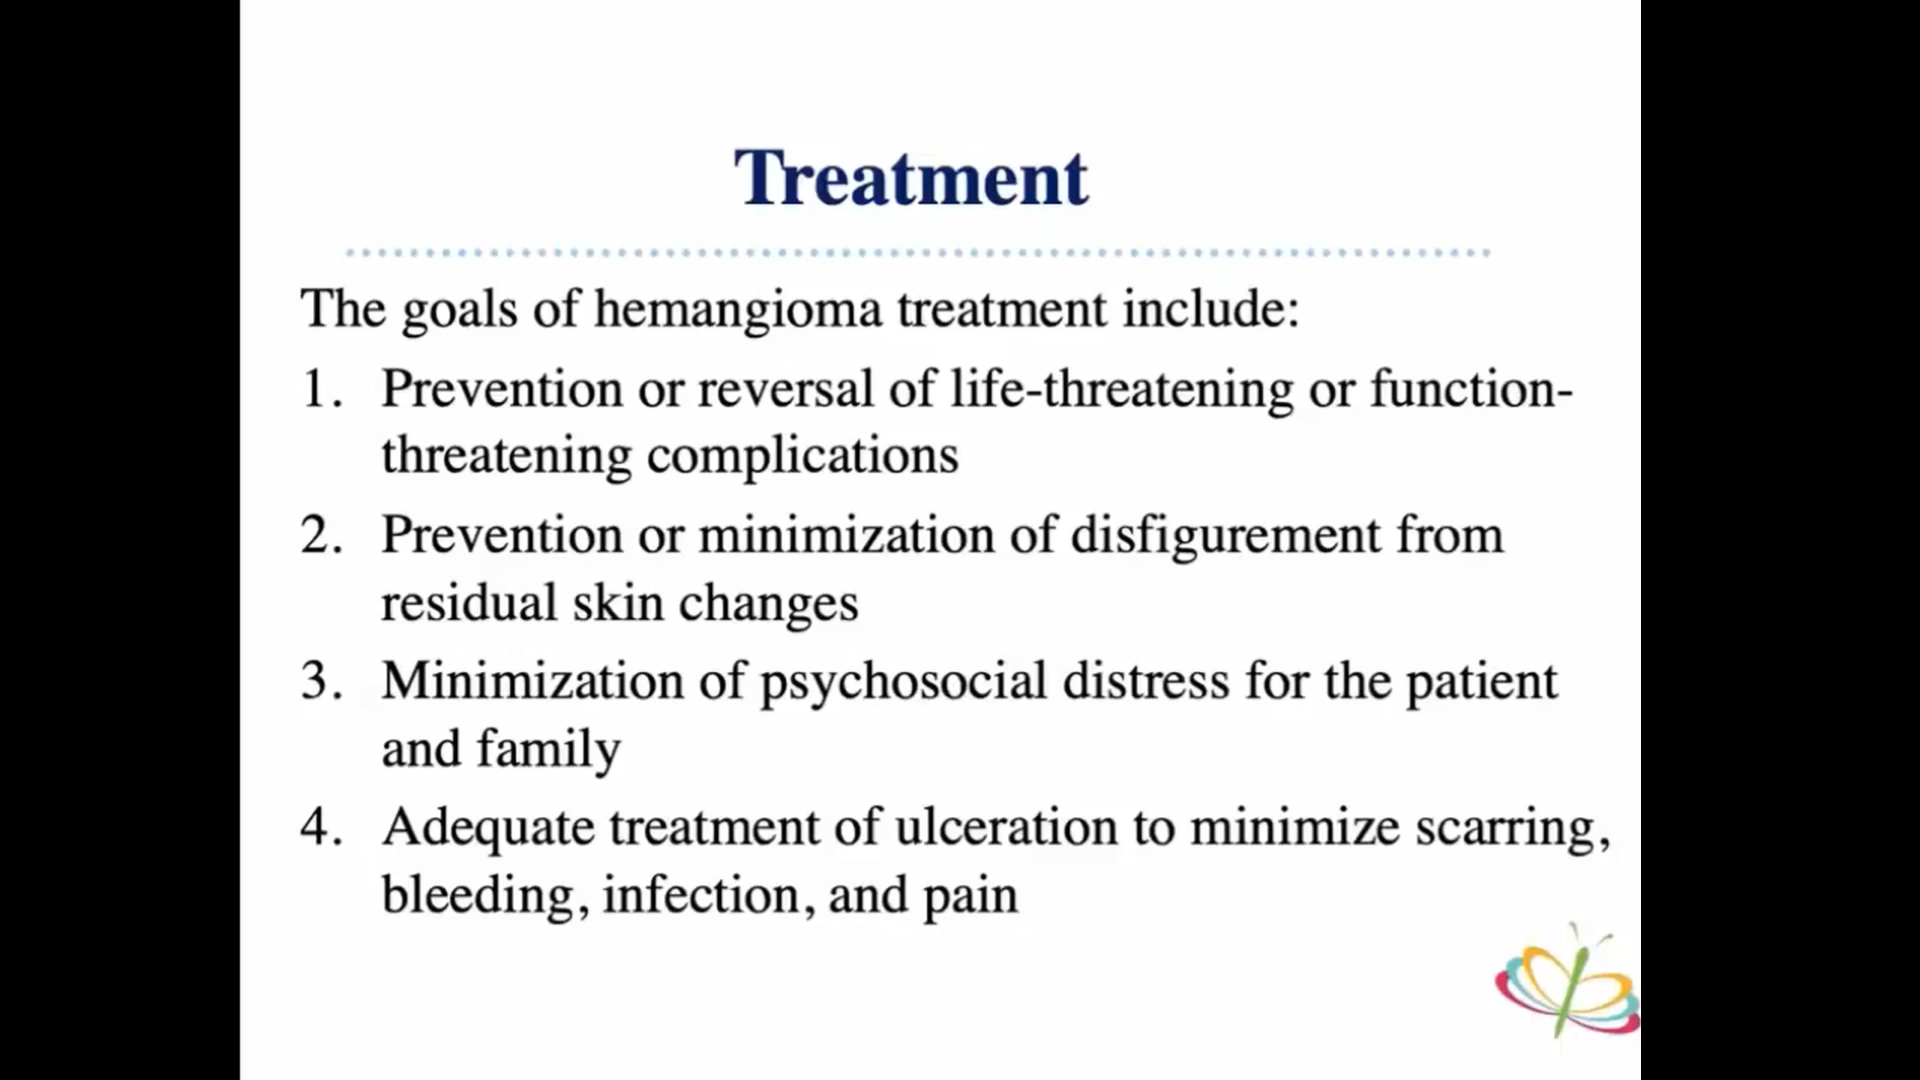 Treatment
The goals of hemangioma treatment include:
1. Prevention or reversal of life-threatening or function-
threatening complications
2. Prevention or minimization of disfigurement from
residual skin changes
3. Minimization of psychosocial distress for the patient
and family
4. Adequate treatment of ulceration to minimize scarring,
bleeding, infection, and pain